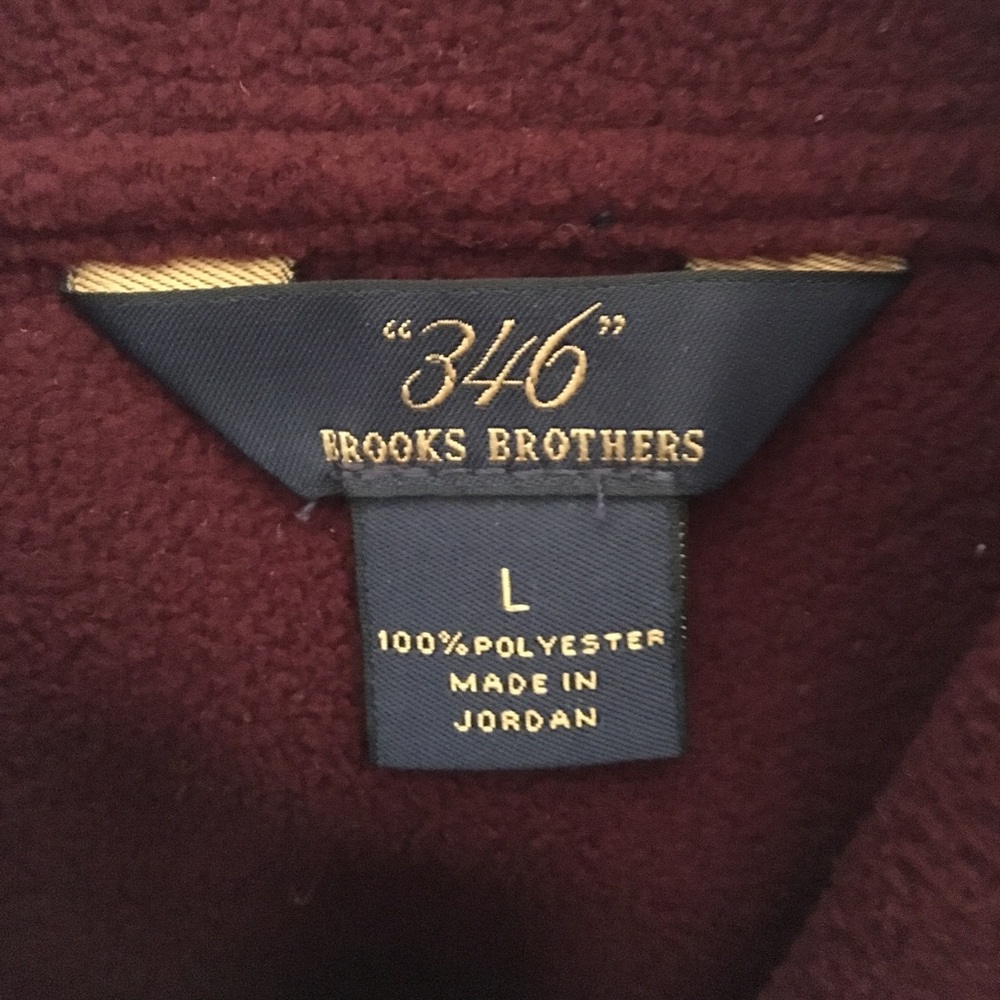 “346”
BROOKS BROTHERS
L
100% POLYESTER
MADE IN
JORDAN